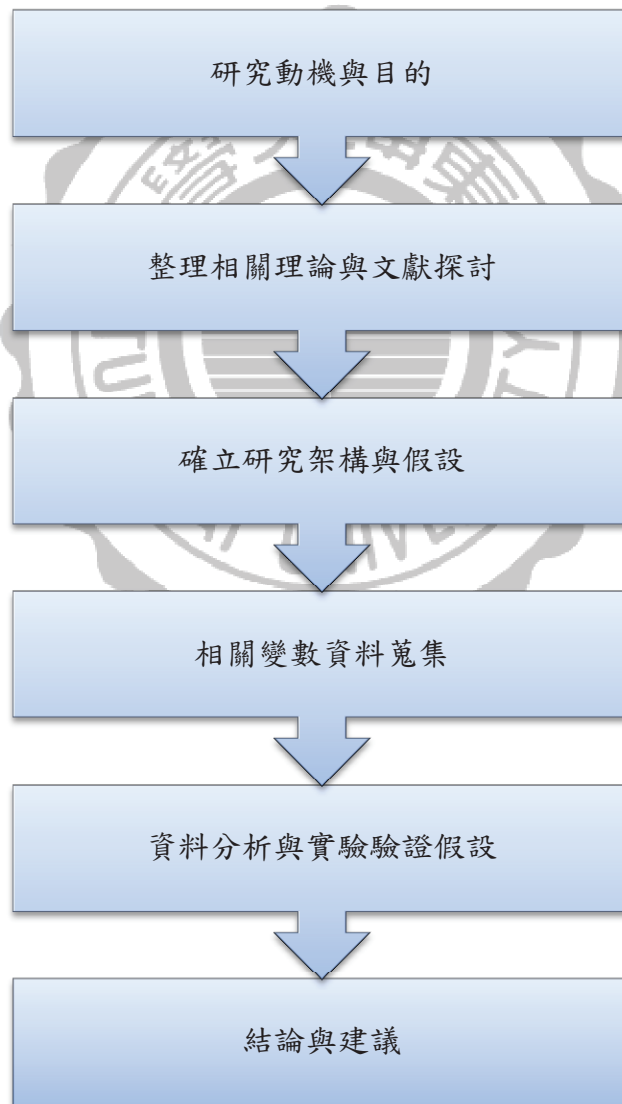 研究動機與目的
整理相關理論與文獻探討
確立研究架構與假設
相關變數資料蒐集
資料分析與實驗驗證假設
結論與建議